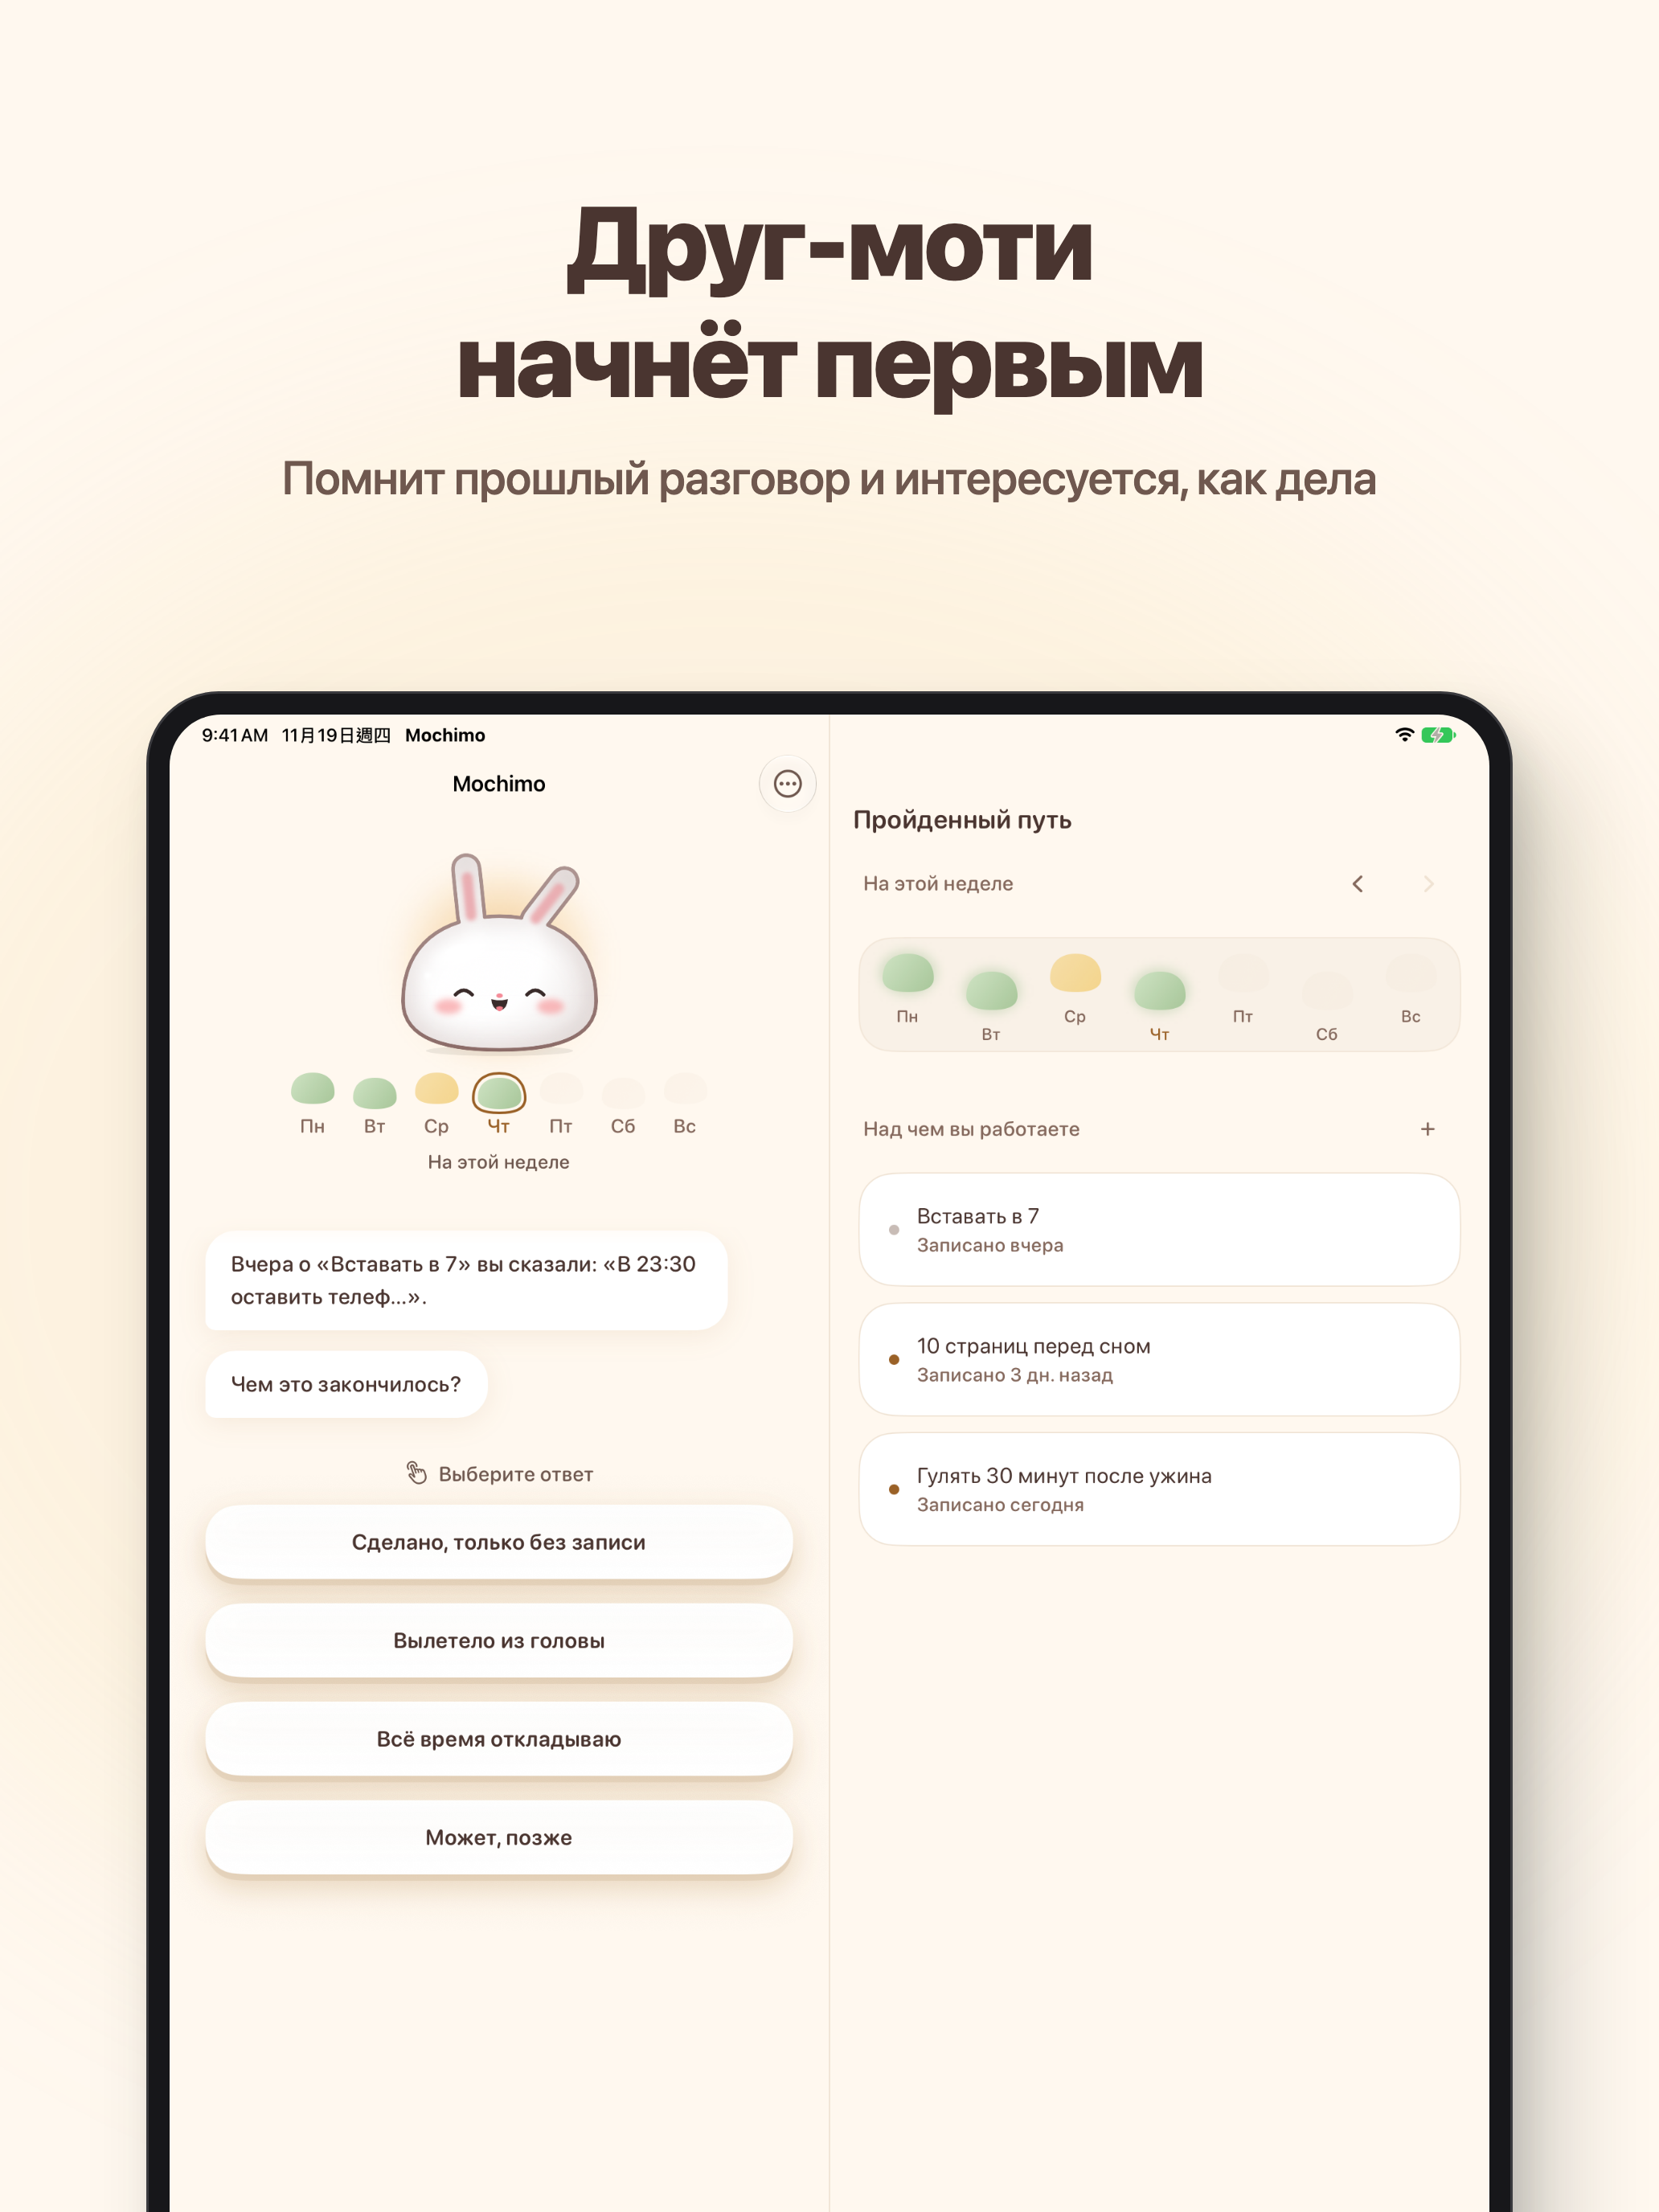 Друг-моти
начнёт первым
Помнит прошлый разговор и интересуется, как дела
9:41 AM 11月19日週四 Mochimo
Mochimo
Пн Вт Ср Чт Пт Сб Вс
На этой неделе
Вчера о «Вставать в 7» вы сказали: «В 23:30
оставить телеф...».
Чем это закончилось?
Выберите ответ
Сделано, только без записи
Вылетело из головы
Всё время откладываю
Может, позже
Пройденный путь
На этой неделе
Пн Вт Ср Чт Пт Сб Вс
Над чем вы работаете
Вставать в 7
Записано вчера
10 страниц перед сном
Записано 3 дн. назад
Гулять 30 минут после ужина
Записано сегодня